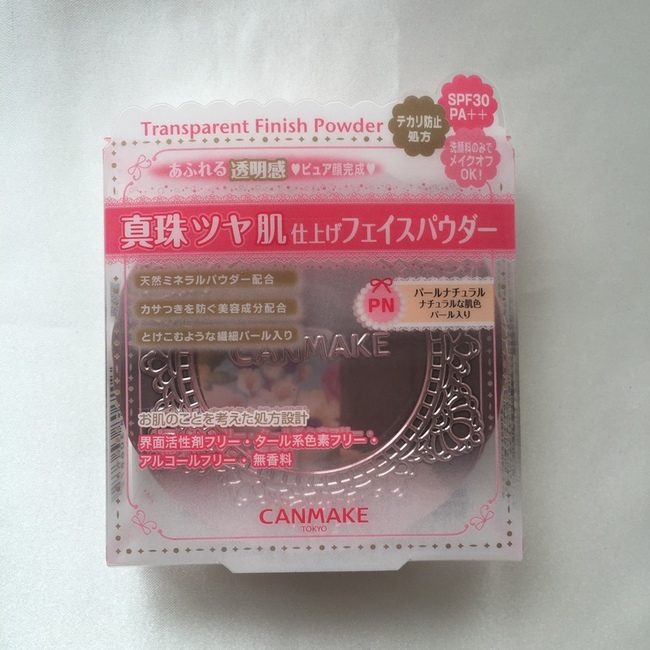 Transparent Finish Powder
テカリ防止
処方
SPF30
PA++
洗顔料のみで
メイクオフ
OK!
あふれる透明感♥ピュア顔完成♥
真珠ツヤ肌仕上げフェイスパウダー
天然ミネラルパウダー配合
カサつきを防ぐ美容成分配合
とけこむような繊細パール入り
PN
パールナチュラル
ナチュラルな肌色
パール入り
CANMAKE
お肌のことを考えた処方設計
界面活性剤フリー・タール系色素フリー・
アルコールフリー・無香料
CANMAKE
TOKYO